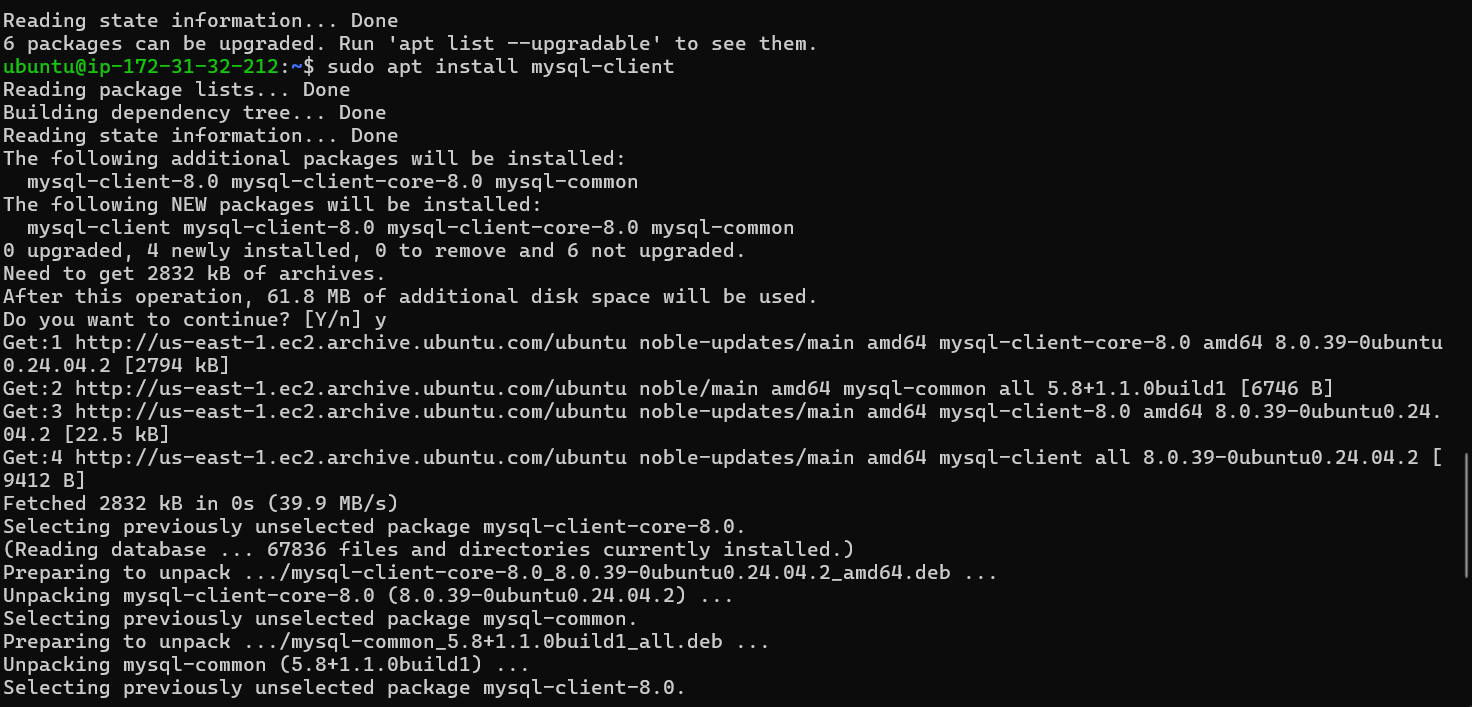 Reading state information... Done
6 packages can be upgraded. Run 'apt list --upgradable' to see them.
ubuntu@ip-172-31-32-212:~$ sudo apt install mysql-client
Reading package lists... Done
Building dependency tree... Done
Reading state information... Done
The following additional packages will be installed:
  mysql-client-8.0 mysql-client-core-8.0 mysql-common
The following NEW packages will be installed:
  mysql-client mysql-client-8.0 mysql-client-core-8.0 mysql-common
0 upgraded, 4 newly installed, 0 to remove and 6 not upgraded.
Need to get 2832 kB of archives.
After this operation, 61.8 MB of additional disk space will be used.
Do you want to continue? [Y/n] y
Get:1 http://us-east-1.ec2.archive.ubuntu.com/ubuntu noble-updates/main amd64 mysql-client-core-8.0 amd64 8.0.39-0ubuntu
0.24.04.2 [2794 kB]
Get:2 http://us-east-1.ec2.archive.ubuntu.com/ubuntu noble/main amd64 mysql-common all 5.8+1.1.0build1 [6746 B]
Get:3 http://us-east-1.ec2.archive.ubuntu.com/ubuntu noble-updates/main amd64 mysql-client-8.0 amd64 8.0.39-0ubuntu0.24.
04.2 [22.5 kB]
Get:4 http://us-east-1.ec2.archive.ubuntu.com/ubuntu noble-updates/main amd64 mysql-client all 8.0.39-0ubuntu0.24.04.2 [
9412 B]
Fetched 2832 kB in 0s (39.9 MB/s)
Selecting previously unselected package mysql-client-core-8.0.
(Reading database ... 67836 files and directories currently installed.)
Preparing to unpack .../mysql-client-core-8.0_8.0.39-0ubuntu0.24.04.2_amd64.deb ...
Unpacking mysql-client-core-8.0 (8.0.39-0ubuntu0.24.04.2) ...
Selecting previously unselected package mysql-common.
Preparing to unpack .../mysql-common_5.8+1.1.0build1_all.deb ...
Unpacking mysql-common (5.8+1.1.0build1) ...
Selecting previously unselected package mysql-client-8.0.